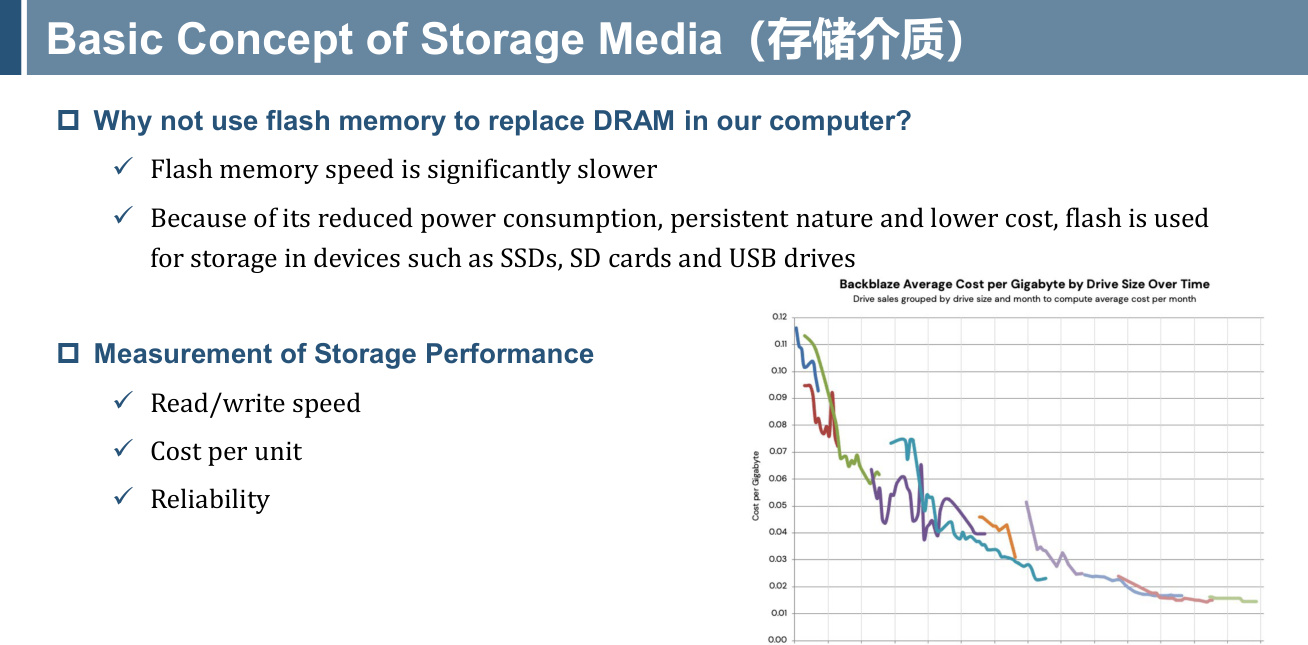 Basic Concept of Storage Media（存储介质）
Why not use flash memory to replace DRAM in our computer?
Flash memory speed is significantly slower
Because of its reduced power consumption, persistent nature and lower cost, flash is used
for storage in devices such as SSDs, SD cards and USB drives
Measurement of Storage Performance
Read/write speed
Cost per unit
Reliability
Backblaze Average Cost per Gigabyte by Drive Size Over Time
Drive sales grouped by drive size and month to compute average cost per month
Cost per Gigabyte
0.12
0.11
0.10
0.09
0.08
0.07
0.06
0.05
0.04
0.03
0.02
0.01
0.00